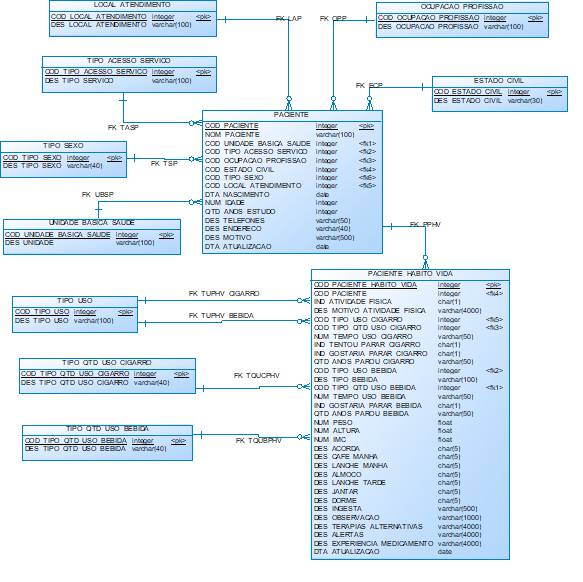 LOCAL ATENDIMENTO
COD LOCAL ATENDIMENTO integer <pk>
DES LOCAL ATENDIMENTO varchar(100)
OCUPACAO PROFISSAO
COD OCUPACAO PROFISSAO integer <pk>
DES OCUPACAO PROFISSAO varchar(100)
FK LAP
FK OPP
TIPO ACESSO SERVICO
COD TIPO ACESSO SERVICO integer <pk>
DES TIPO SERVICO varchar(100)
FK ECP
ESTADO CIVIL
COD ESTADO CIVIL integer <pk>
DES ESTADO CIVIL varchar(30)
FK TASP
PACIENTE
COD PACIENTE integer <pk>
NOM PACIENTE varchar(100)
COD UNIDADE BASICA SAUDE integer <fk1>
COD TIPO ACESSO SERVICO integer <fk2>
COD OCUPACAO PROFISSAO integer <fk3>
COD ESTADO CIVIL integer <fk4>
COD TIPO SEXO integer <fk6>
COD LOCAL ATENDIMENTO integer <fk5>
DTA NASCIMENTO date
NUM IDADE integer
QTD ANOS ESTUDO integer
DES TELEFONES varchar(50)
DES ENDERECO varchar(40)
DES MOTIVO varchar(500)
DTA ATUALIZACAO date
TIPO SEXO
COD TIPO SEXO integer <pk>
DES TIPO SEXO varchar(40)
FK TSP
FK UBSP
UNIDADE BASICA SAUDE
COD UNIDADE BASICA SAUDE integer <pk>
DES UNIDADE varchar(100)
FK PPHV
PACIENTE HABITO VIDA
COD PACIENTE HABITO VIDA integer <pk>
COD PACIENTE integer <fk4>
IND ATIVIDADE FISICA char(1)
DES MOTIVO ATIVIDADE FISICA varchar(4000)
COD TIPO USO CIGARRO integer <fk5>
COD TIPO QTD USO CIGARRO integer <fk3>
NUM TEMPO USO CIGARRO varchar(50)
IND TENTOU PARAR CIGARRO char(1)
IND GOSTARIA PARAR CIGARRO char(1)
QTD ANOS PAROU CIGARRO varchar(50)
COD TIPO USO BEBIDA integer <fk2>
DES TIPO BEBIDA varchar(100)
COD TIPO QTD USO BEBIDA integer <fk1>
NUM TEMPO USO BEBIDA varchar(50)
IND GOSTARIA PARAR BEBIDA char(1)
QTD ANOS PAROU BEBIDA varchar(50)
NUM PESO float
NUM ALTURA float
NUM IMC float
DES ACORDA char(5)
DES CAFE MANHA char(5)
DES LANCHE MANHA char(5)
DES ALMOCO char(5)
DES LANCHE TARDE char(5)
DES JANTAR char(5)
DES DORME char(5)
DES INGESTA varchar(500)
DES OBSERVACAO varchar(1000)
DES TERAPIAS ALTERNATIVAS varchar(4000)
DES ALERTAS varchar(4000)
DES EXPERIENCIA MEDICAMENTO varchar(4000)
DTA ATUALIZACAO date
FK TUPHV CIGARRO
TIPO USO
COD TIPO USO integer <pk>
DES TIPO USO varchar(100)
FK TUPHV BEBIDA
TIPO QTD USO CIGARRO
COD TIPO QTD USO CIGARRO integer <pk>
DES TIPO QTD USO CIGARRO varchar(40)
FK TQUCPHV
TIPO QTD USO BEBIDA
COD TIPO QTD USO BEBIDA integer <pk>
DES TIPO QTD USO BEBIDA varchar(40)
FK TQUBPHV